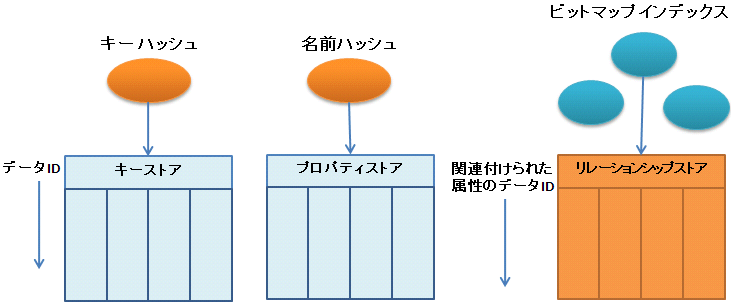 ビットマップ インデックス
キー ハッシュ
名前ハッシュ
データID
キーストア
プロパティストア
関連付けられた
属性のデータID
リレーションシップストア